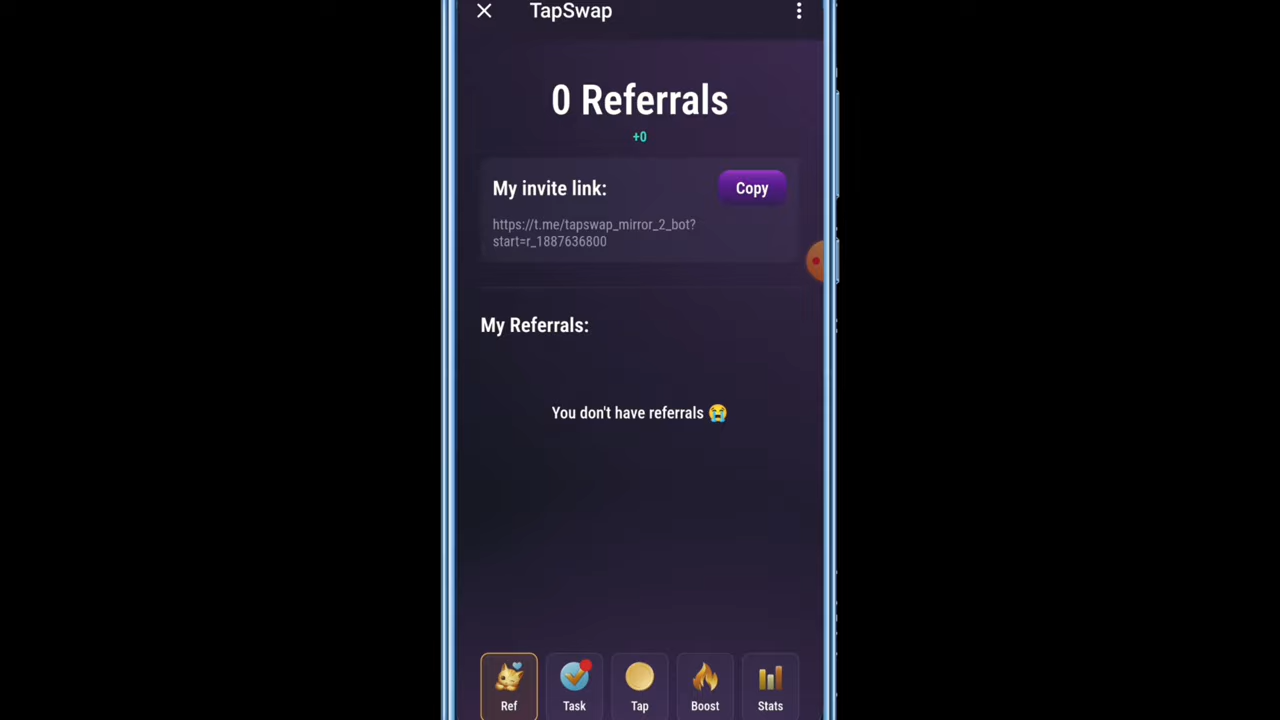 TapSwap
0 Referrals
+0
My invite link:
Copy
https://t.me/tapswap_mirror_2_bot?
start=r_1887636800
My Referrals:
You don't have referrals 😭
Ref
Task
Tap
Boost
Stats